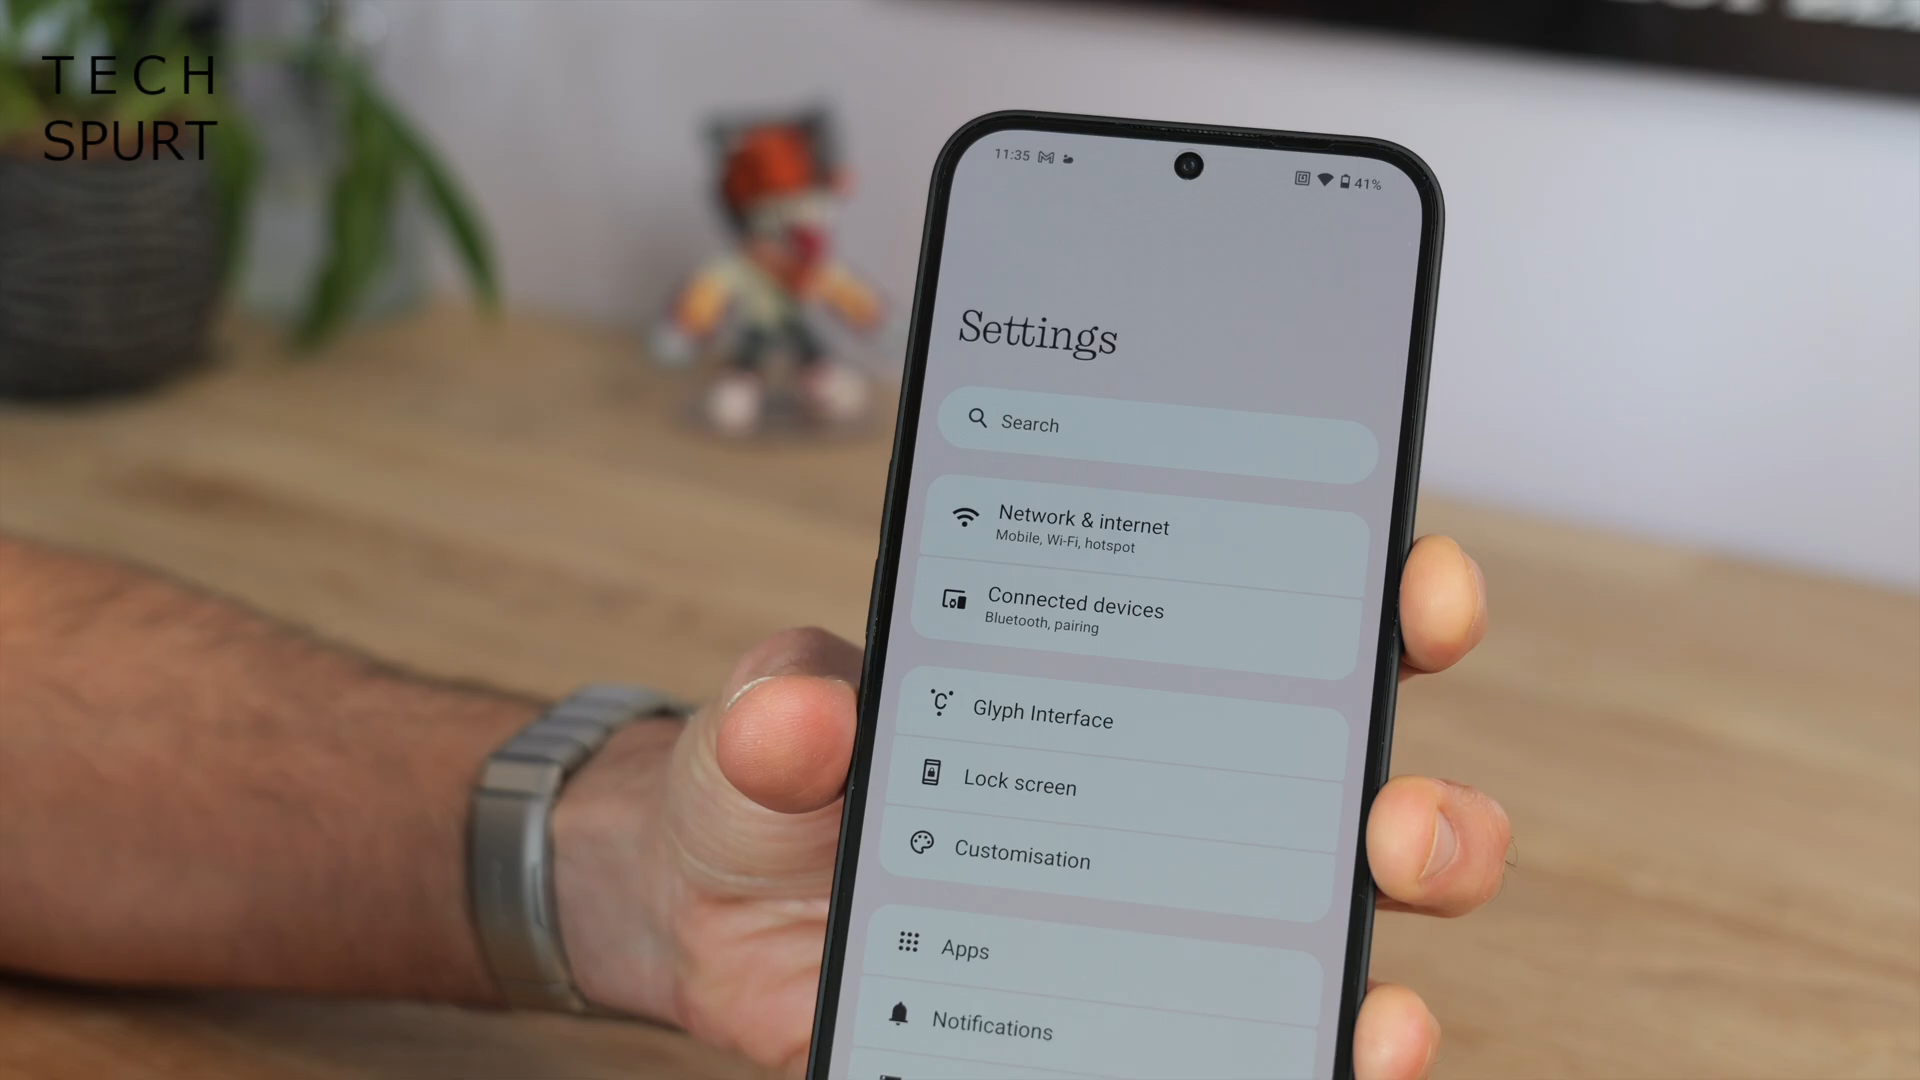 TECH
SPURT
11:35
41%
Settings
Search
Network & internet
Mobile, Wi-Fi, hotspot
Connected devices
Bluetooth, pairing
Glyph Interface
Lock screen
Customisation
Apps
Notifications